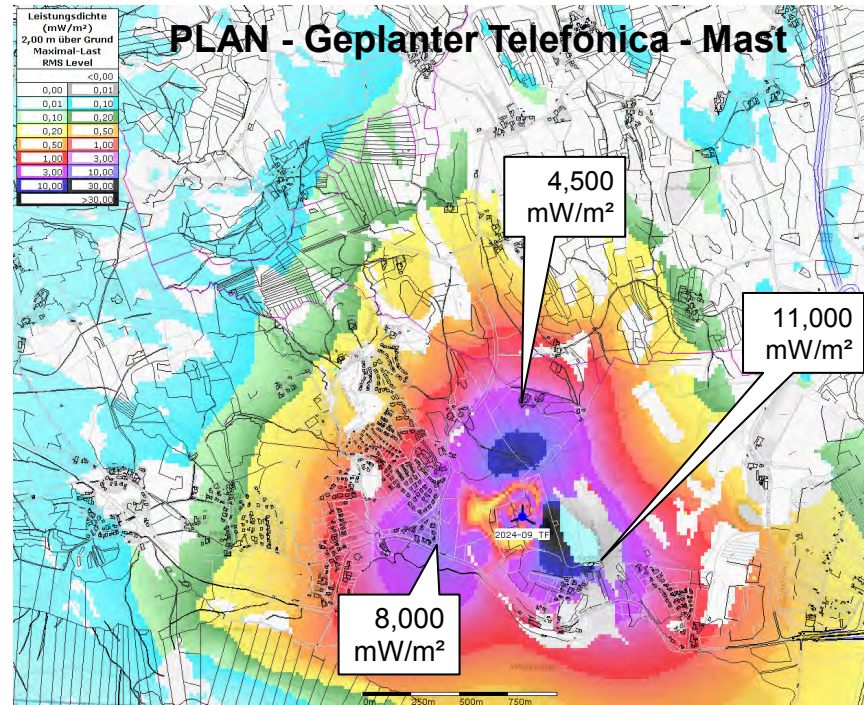 PLAN - Geplanter Telefónica - Mast
Leistungsdichte
(mW/m²)
2,00 m über Grund
Maximal-Last
RMS Level
<0,00
0,00 0,01
0,01 0,10
0,10 0,20
0,20 0,50
0,50 1,00
1,00 3,00
3,00 10,00
10,00 30,00
>30,00
4,500
mW/m²
11,000
mW/m²
2024-09_TF
8,000
mW/m²
0m 250m 500m 750m